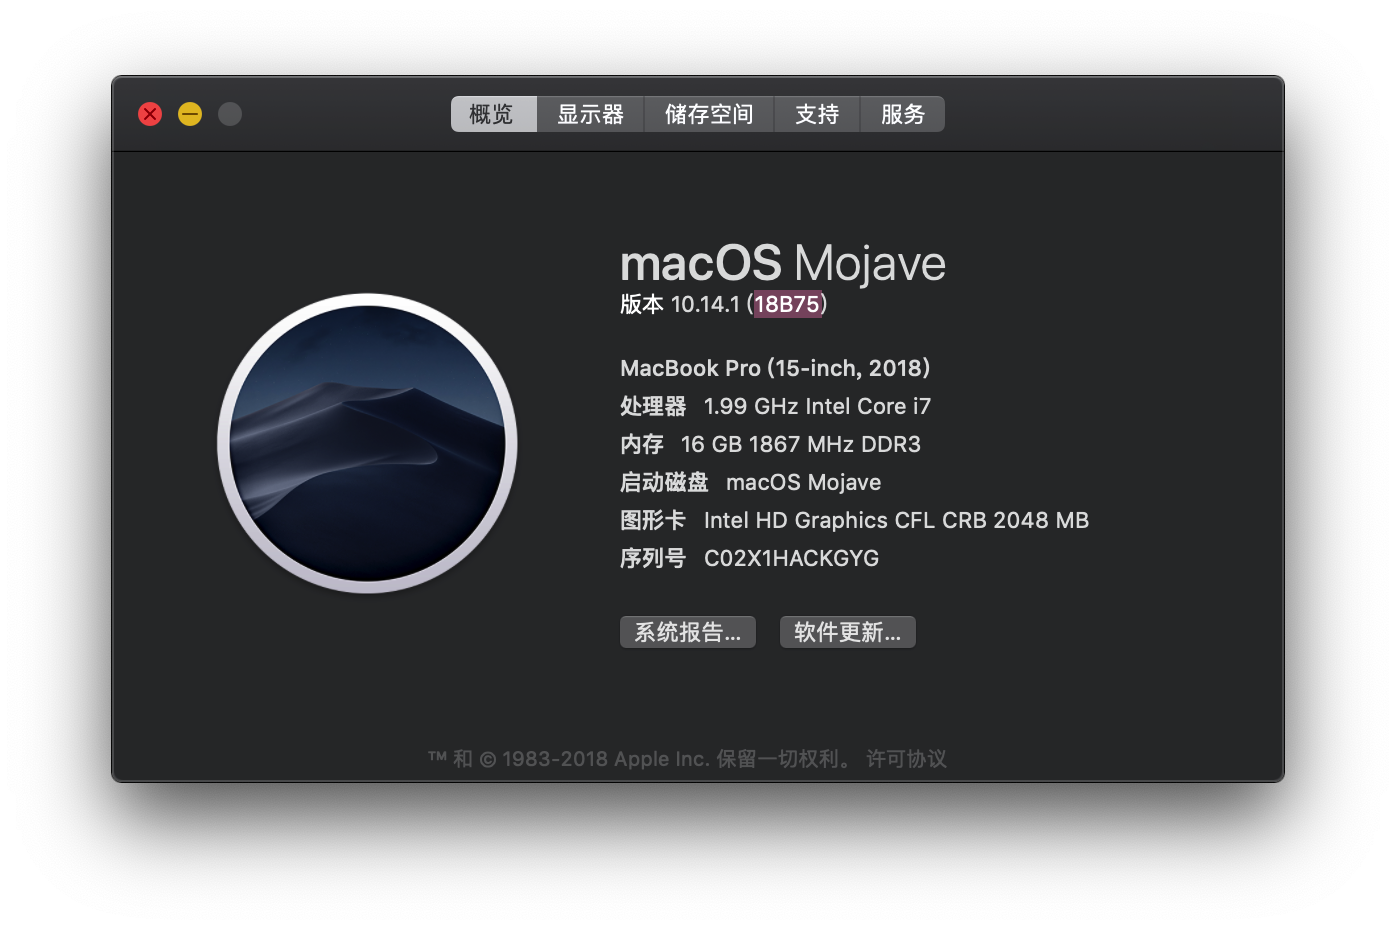 概览 显示器 储存空间 支持 服务
macOS Mojave
版本 10.14.1 (18B75)
MacBook Pro (15-inch, 2018)
处理器 1.99 GHz Intel Core i7
内存 16 GB 1867 MHz DDR3
启动磁盘 macOS Mojave
图形卡 Intel HD Graphics CFL CRB 2048 MB
序列号 C02X1HACKGYG
系统报告... 软件更新...
™ 和 © 1983-2018 Apple Inc. 保留一切权利。 许可协议